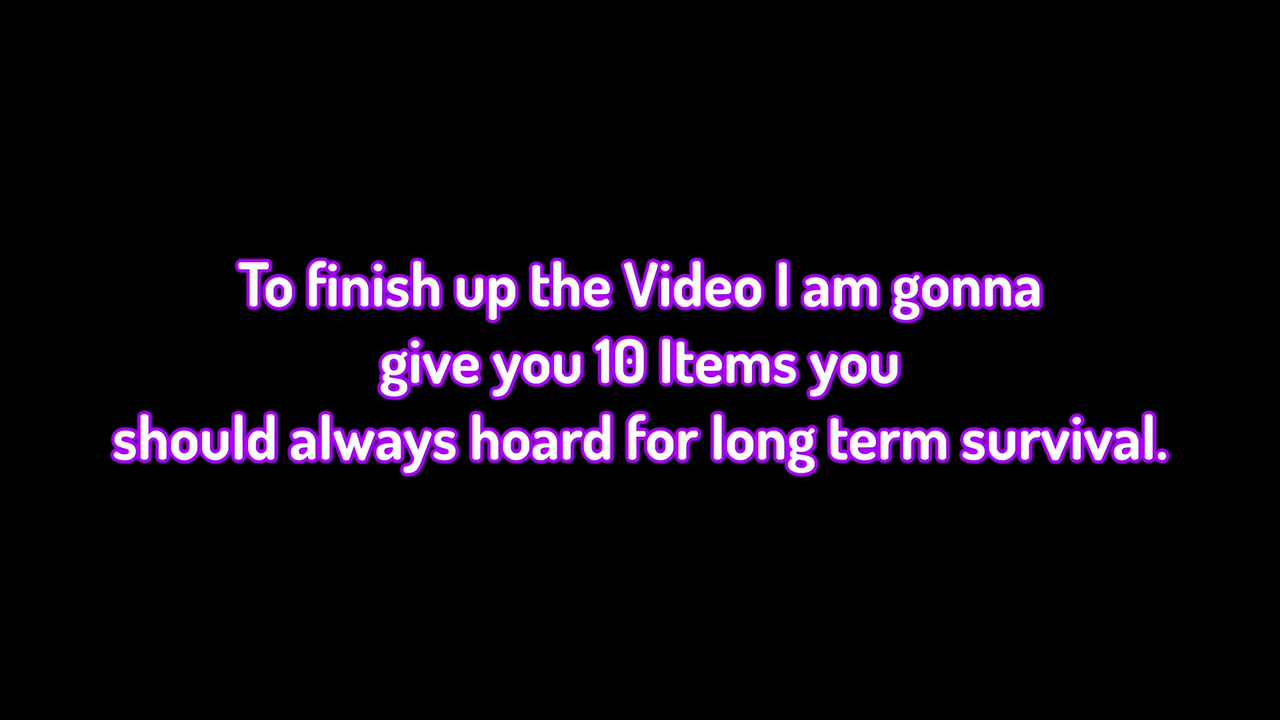 To finish up the Video I am gonna
give you 10 Items you
should always hoard for long term survival.